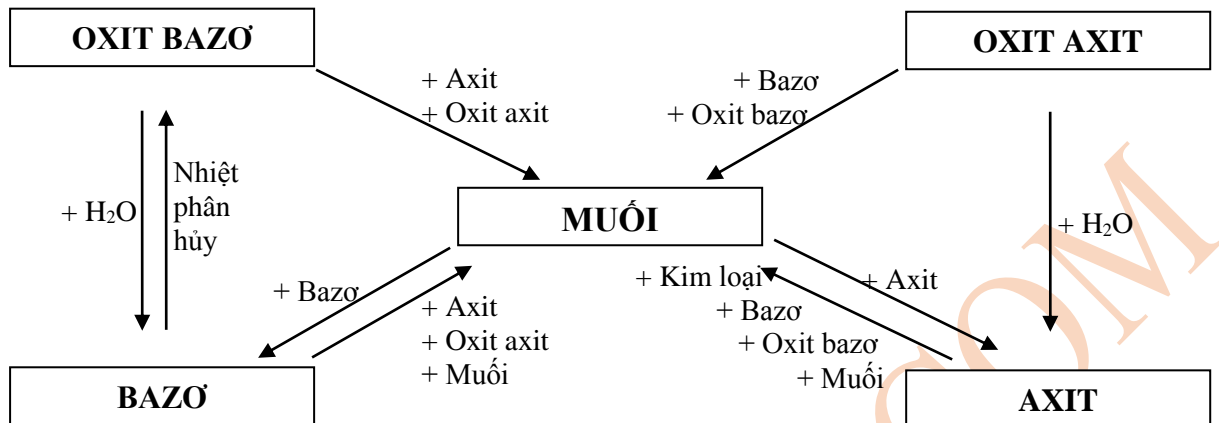 OXIT BAZƠ
OXIT AXIT
+ Axit
+ Oxit axit
+ Bazơ
+ Oxit bazơ
+ H₂O
Nhiệt
phân
hủy
MUỐI
+ H₂O
+ Bazơ
+ Axit
+ Oxit axit
+ Muối
+ Kim loại
+ Bazơ
+ Oxit bazơ
+ Muối
+ Axit
BAZƠ
AXIT
COM